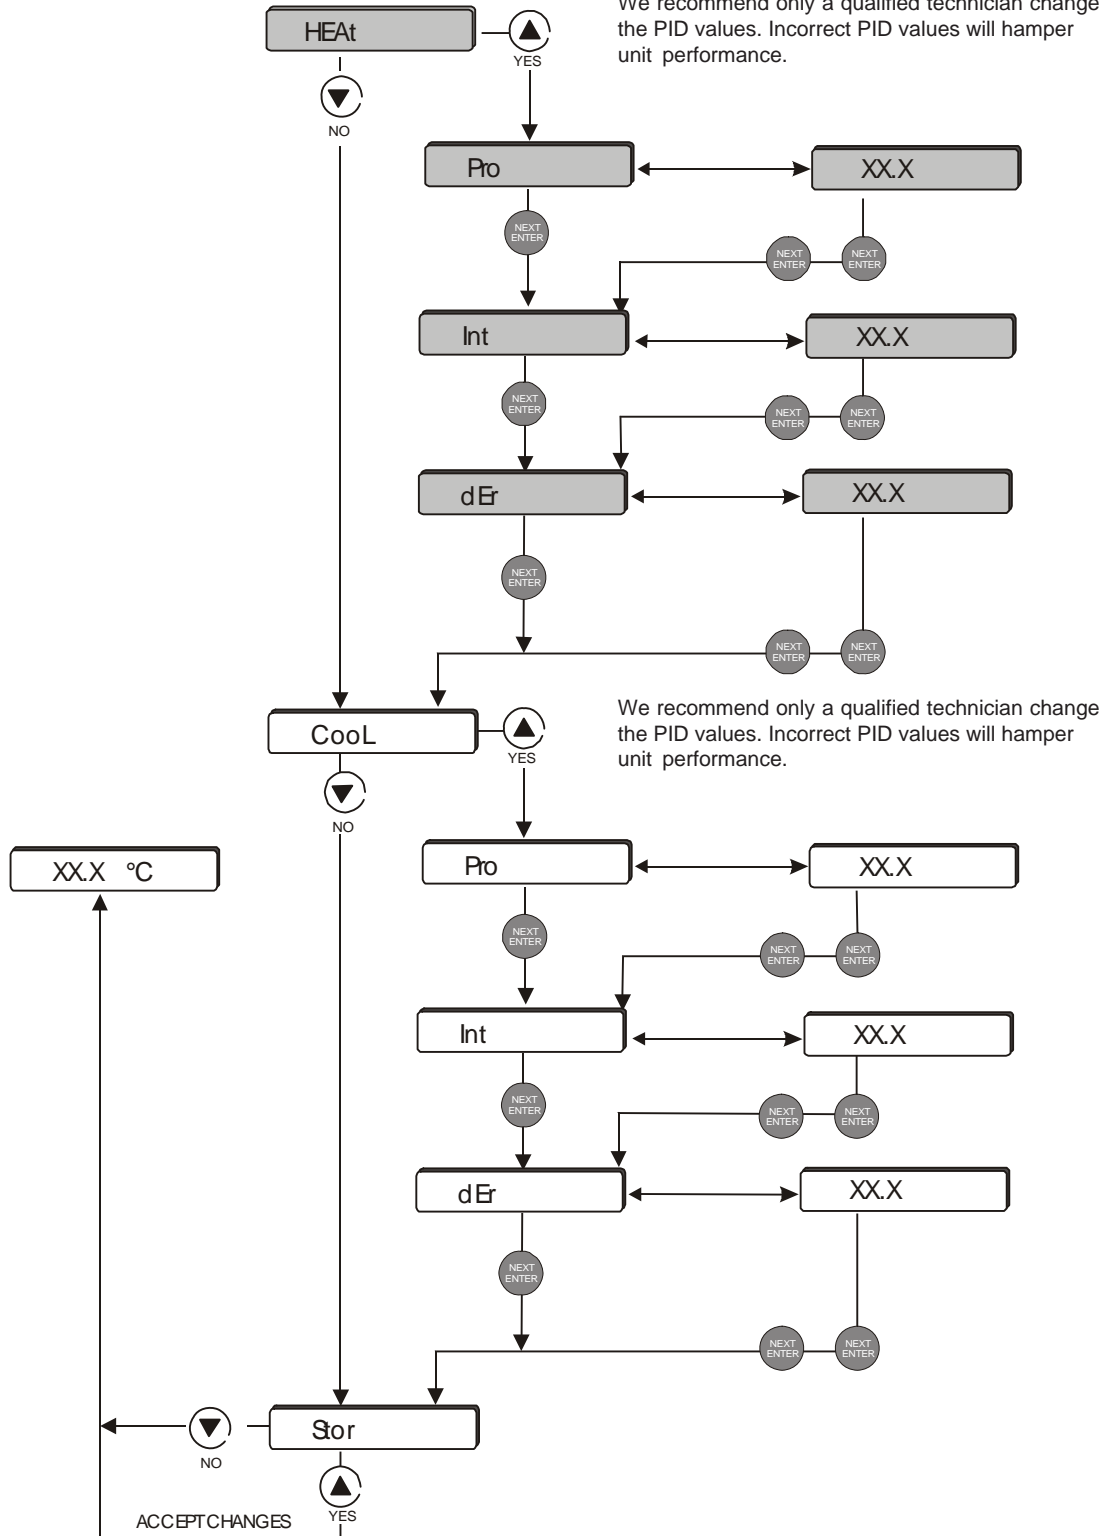 We recommend only a qualified technician change
the PID values. Incorrect PID values will hamper
unit performance.
HEAt
YES
NO
Pro
XX.X
NEXT
ENTER
NEXT
ENTER
NEXT
ENTER
Int
XX.X
NEXT
ENTER
NEXT
ENTER
NEXT
ENTER
dEr
XX.X
NEXT
ENTER
NEXT
ENTER
NEXT
ENTER
We recommend only a qualified technician change
the PID values. Incorrect PID values will hamper
unit performance.
CooL
YES
NO
XX.X °C
Pro
XX.X
NEXT
ENTER
NEXT
ENTER
NEXT
ENTER
Int
XX.X
NEXT
ENTER
NEXT
ENTER
NEXT
ENTER
dEr
XX.X
NEXT
ENTER
NEXT
ENTER
NEXT
ENTER
Stor
NO
YES
ACCEPT CHANGES